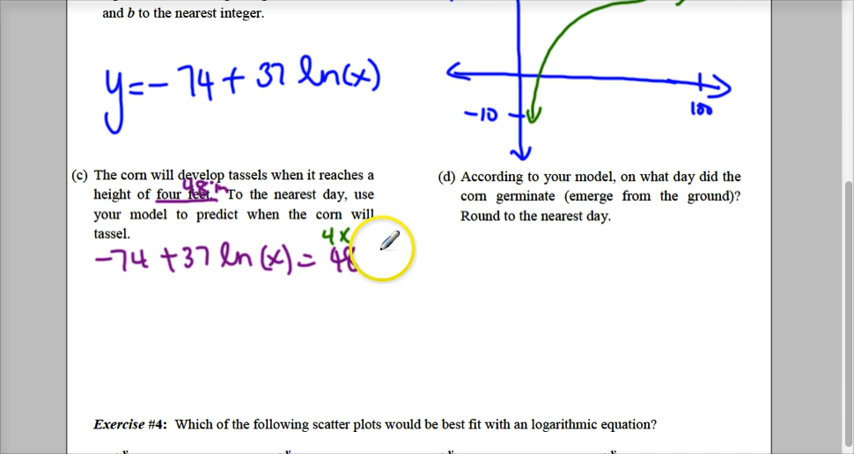 and b to the nearest integer.
y = - 74 + 37 ln(x)
-10
100
(c) The corn will develop tassels when it reaches a
48 in
height of four feet. To the nearest day, use
your model to predict when the corn will
tassel.
4 x
-74 + 37 ln(x) = 48
(d) According to your model, on what day did the
corn germinate (emerge from the ground)?
Round to the nearest day.
Exercise #4: Which of the following scatter plots would be best fit with an logarithmic equation?